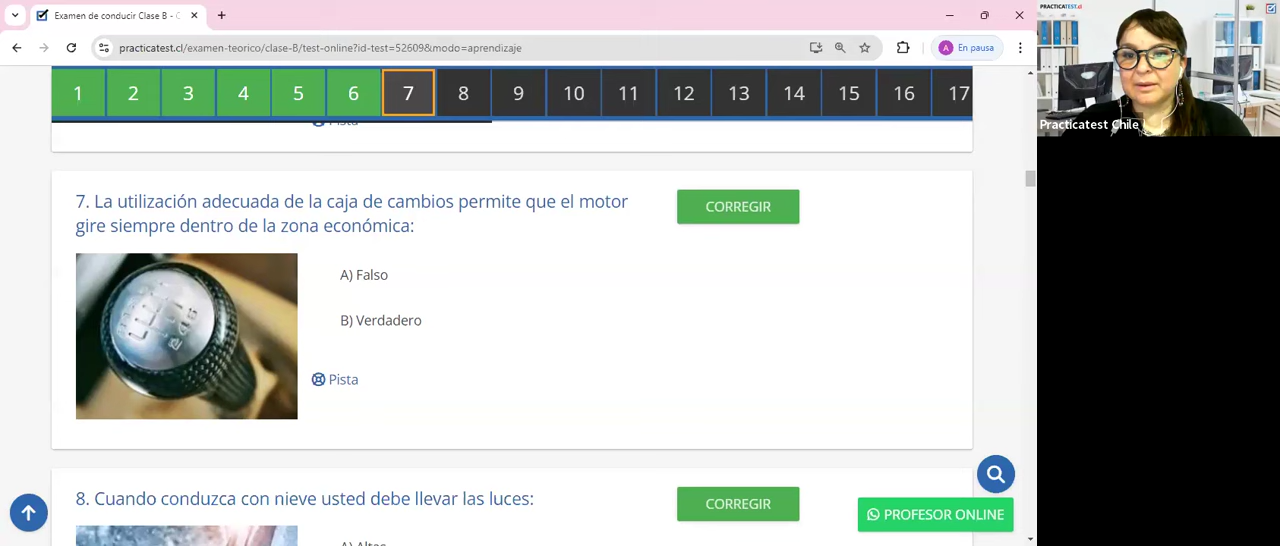 Examen de conducir Clase B - C
practicatest.cl/examen-teorico/clase-B/test-online?id-test=52609&modo=aprendizaje
A En pausa
PRACTICATEST.cl
Practicatest Chile
1 2 3 4 5 6 7 8 9 10 11 12 13 14 15 16 17
Pista
7. La utilización adecuada de la caja de cambios permite que el motor
gire siempre dentro de la zona económica:
CORREGIR
A) Falso
B) Verdadero
Pista
8. Cuando conduzca con nieve usted debe llevar las luces:
CORREGIR
A) Altas
PROFESOR ONLINE